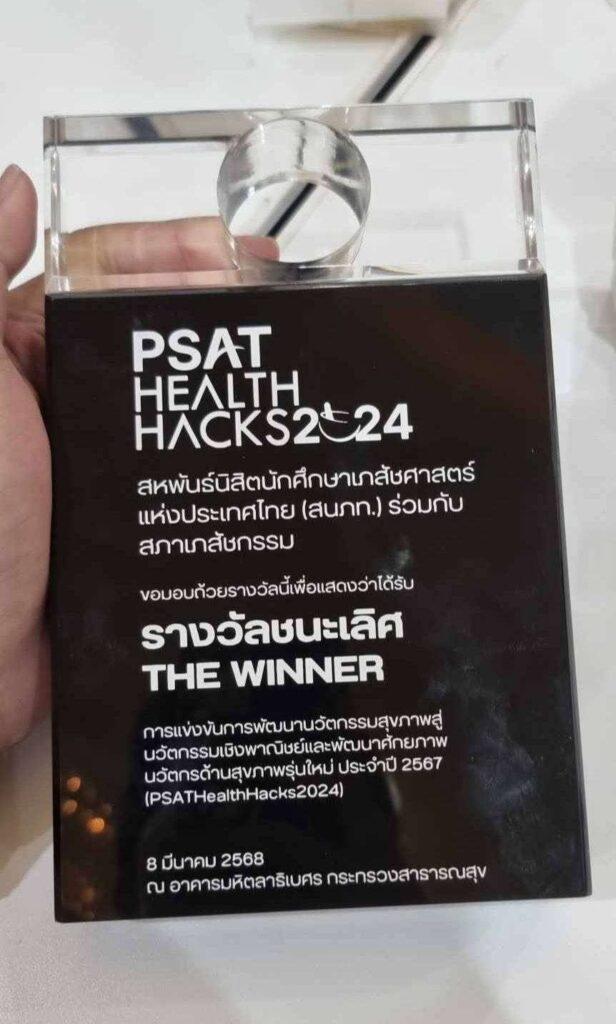 PSAT
HEALTH
HACKS2024
สหพันธ์นิสิตนักศึกษาเภสัชศาสตร์
แห่งประเทศไทย (สนภท.) ร่วมกับ
สภาเภสัชกรรม
ขอมอบถ้วยรางวัลนี้เพื่อแสดงว่าได้รับ
รางวัลชนะเลิศ
THE WINNER
การแข่งขันการพัฒนานวัตกรรมสุขภาพสู่
นวัตกรรมเชิงพาณิชย์และพัฒนาศักยภาพ
นวัตกรด้านสุขภาพรุ่นใหม่ ประจำปี 2567
(PSATHealthHacks2024)
8 มีนาคม 2568
ณ อาคารมหิตลาธิเบศร กระทรวงสาธารณสุข